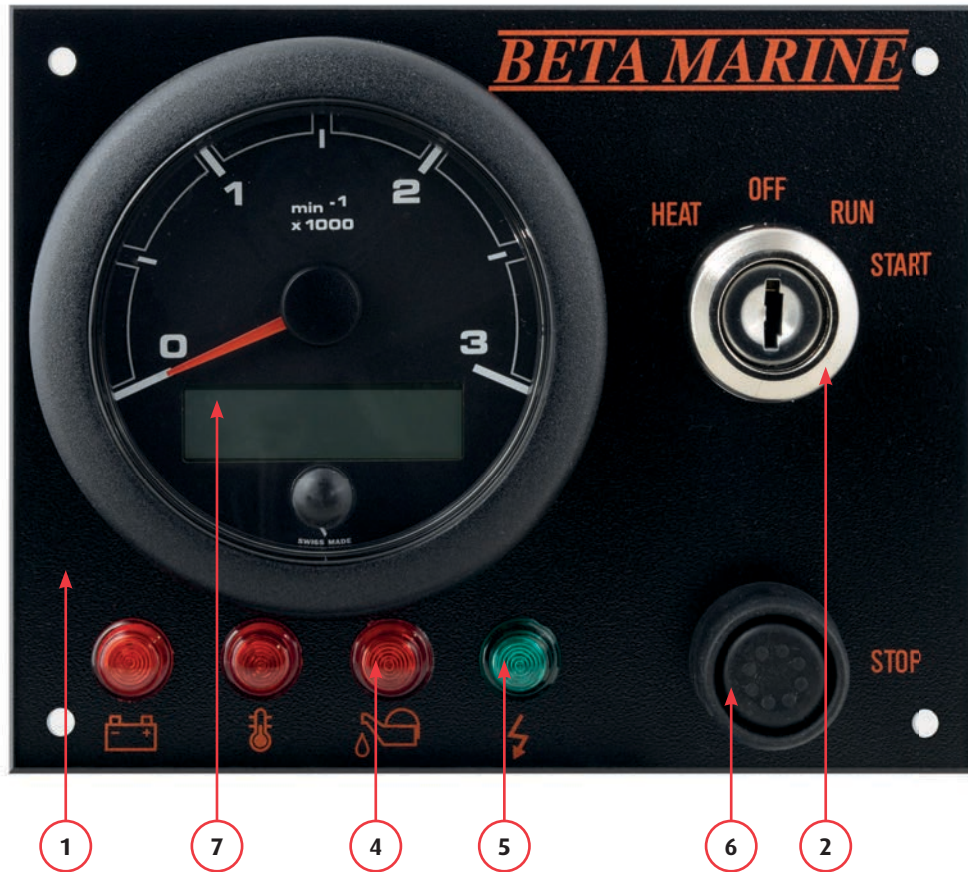 BETA MARINE
1
2
min -1
x 1000
OFF
HEAT
RUN
START
0
3
SWISS MADE
STOP
1
7
4
5
6
2